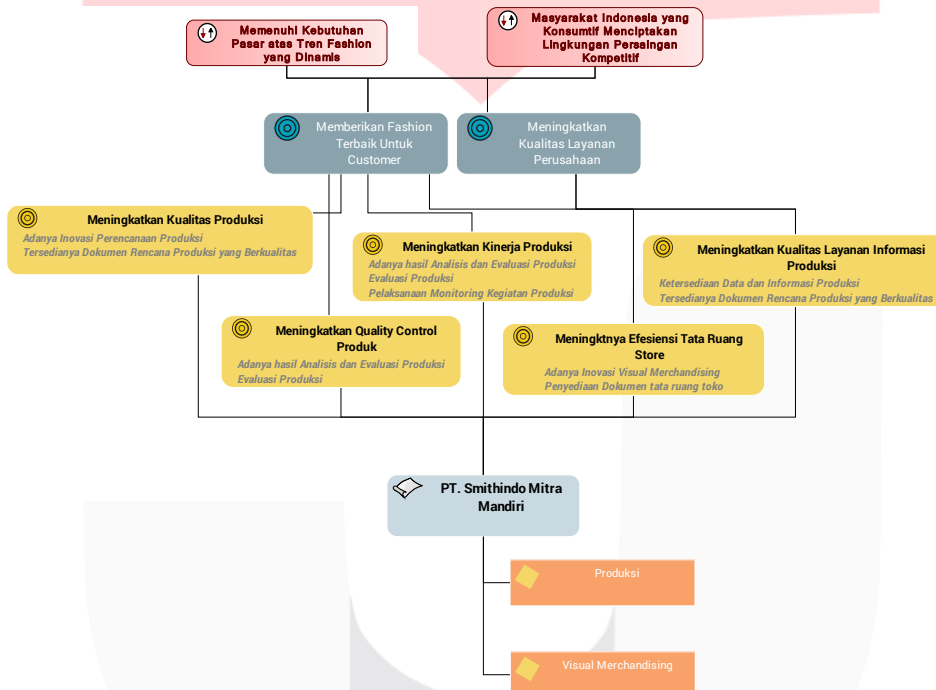 Memenuhi Kebutuhan
Pasar atas Tren Fashion
yang Dinamis
Masyarakat Indonesia yang
Konsumtif Menciptakan
Lingkungan Persaingan
Kompetitif
Memberikan Fashion
Terbaik Untuk
Customer
Meningkatkan
Kualitas Layanan
Perusahaan
Meningkatkan Kualitas Produksi
Adanya Inovasi Perencanaan Produksi
Tersedianya Dokumen Rencana Produksi yang Berkualitas
Meningkatkan Kinerja Produksi
Adanya hasil Analisis dan Evaluasi Produksi
Evaluasi Produksi
Pelaksanaan Monitoring Kegiatan Produksi
Meningkatkan Kualitas Layanan Informasi
Produksi
Ketersediaan Data dan Informasi Produksi
Tersedianya Dokumen Rencana Produksi yang Berkualitas
Meningkatkan Quality Control
Produk
Adanya hasil Analisis dan Evaluasi Produksi
Evaluasi Produksi
Meningktnya Efesiensi Tata Ruang
Store
Adanya Inovasi Visual Merchandising
Penyediaan Dokumen tata ruang toko
PT. Smithindo Mitra
Mandiri
Produksi
Visual Merchandising